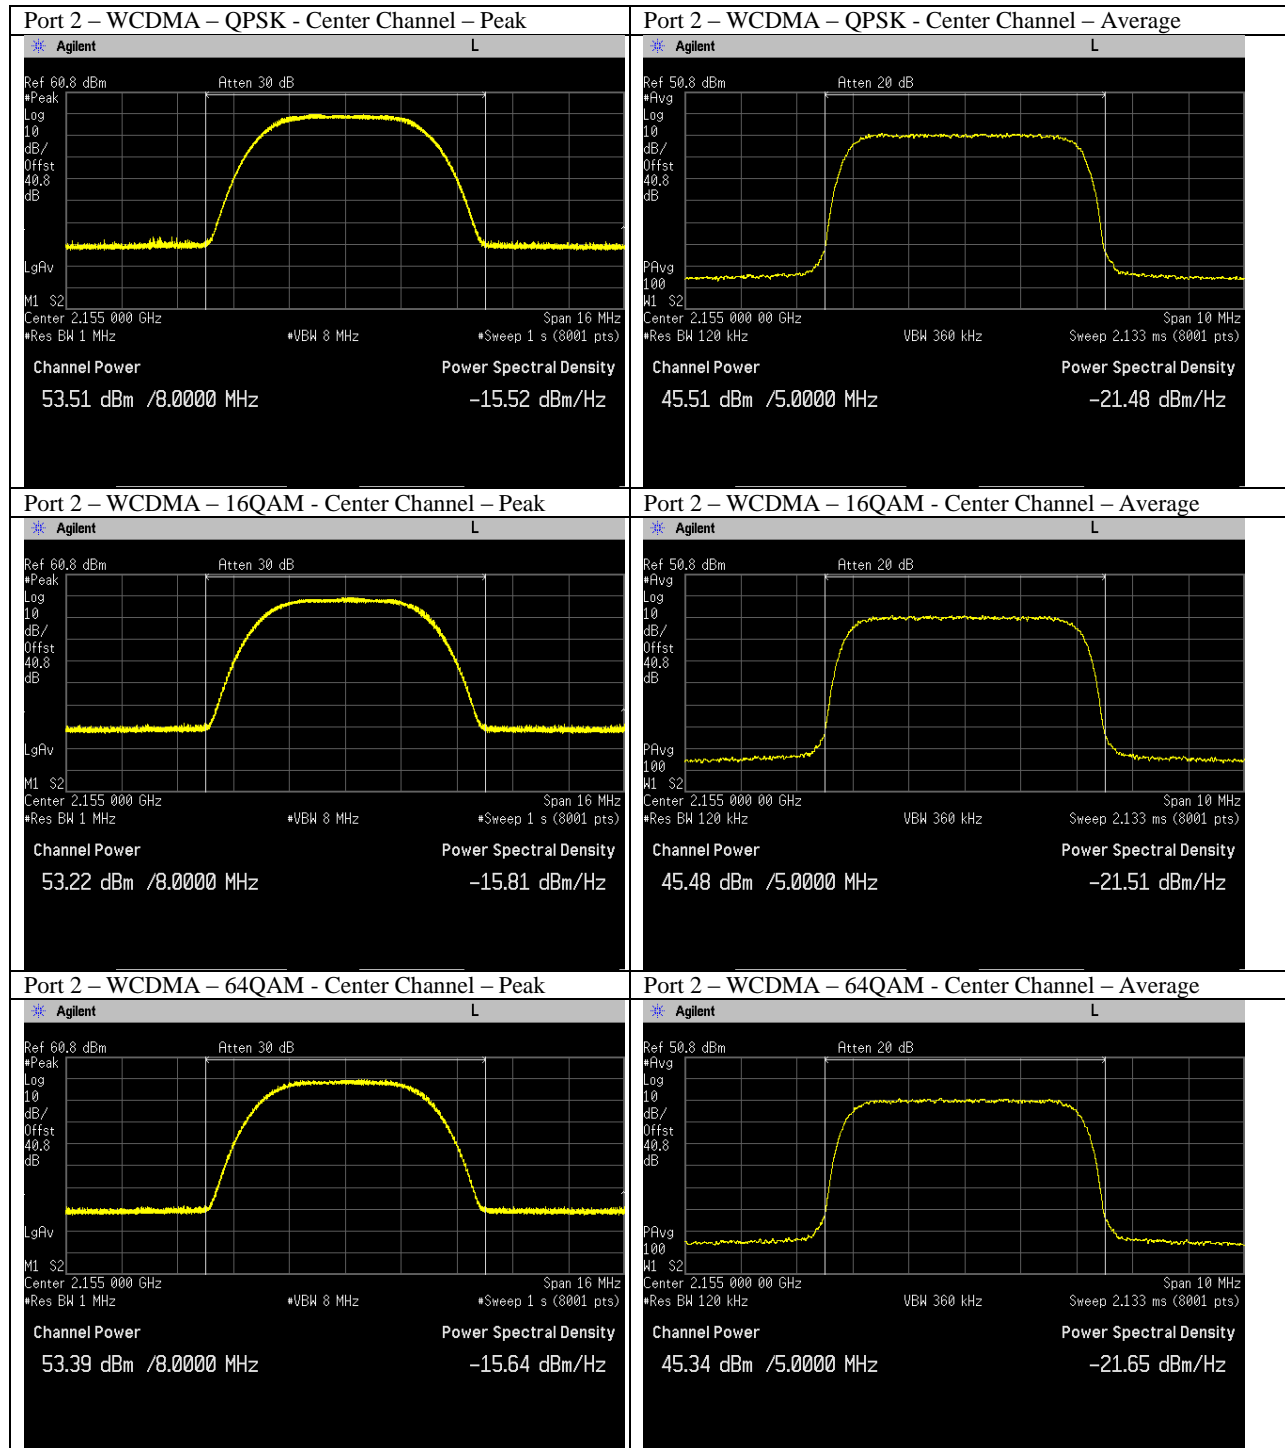 Port 2 – WCDMA – QPSK - Center Channel – Peak
Agilent L
Ref 60.8 dBm Atten 30 dB
#Peak
Log
10
dB/
Offst
40.8
dB
LgAv
M1 S2
Center 2.155 000 GHz Span 16 MHz
#Res BW 1 MHz #VBW 8 MHz #Sweep 1 s (8001 pts)
Channel Power Power Spectral Density
53.51 dBm /8.0000 MHz -15.52 dBm/Hz
Port 2 – WCDMA – QPSK - Center Channel – Average
Agilent L
Ref 50.8 dBm Atten 20 dB
#Avg
Log
10
dB/
Offst
40.8
dB
PAvg
100
W1 S2
Center 2.155 000 00 GHz Span 10 MHz
#Res BW 120 kHz VBW 360 kHz Sweep 2.133 ms (8001 pts)
Channel Power Power Spectral Density
45.51 dBm /5.0000 MHz -21.48 dBm/Hz
Port 2 – WCDMA – 16QAM - Center Channel – Peak
Agilent L
Ref 60.8 dBm Atten 30 dB
#Peak
Log
10
dB/
Offst
40.8
dB
LgAv
M1 S2
Center 2.155 000 GHz Span 16 MHz
#Res BW 1 MHz #VBW 8 MHz #Sweep 1 s (8001 pts)
Channel Power Power Spectral Density
53.22 dBm /8.0000 MHz -15.81 dBm/Hz
Port 2 – WCDMA – 16QAM - Center Channel – Average
Agilent L
Ref 50.8 dBm Atten 20 dB
#Avg
Log
10
dB/
Offst
40.8
dB
PAvg
100
W1 S2
Center 2.155 000 00 GHz Span 10 MHz
#Res BW 120 kHz VBW 360 kHz Sweep 2.133 ms (8001 pts)
Channel Power Power Spectral Density
45.48 dBm /5.0000 MHz -21.51 dBm/Hz
Port 2 – WCDMA – 64QAM - Center Channel – Peak
Agilent L
Ref 60.8 dBm Atten 30 dB
#Peak
Log
10
dB/
Offst
40.8
dB
LgAv
M1 S2
Center 2.155 000 GHz Span 16 MHz
#Res BW 1 MHz #VBW 8 MHz #Sweep 1 s (8001 pts)
Channel Power Power Spectral Density
53.39 dBm /8.0000 MHz -15.64 dBm/Hz
Port 2 – WCDMA – 64QAM - Center Channel – Average
Agilent L
Ref 50.8 dBm Atten 20 dB
#Avg
Log
10
dB/
Offst
40.8
dB
PAvg
100
W1 S2
Center 2.155 000 00 GHz Span 10 MHz
#Res BW 120 kHz VBW 360 kHz Sweep 2.133 ms (8001 pts)
Channel Power Power Spectral Density
45.34 dBm /5.0000 MHz -21.65 dBm/Hz